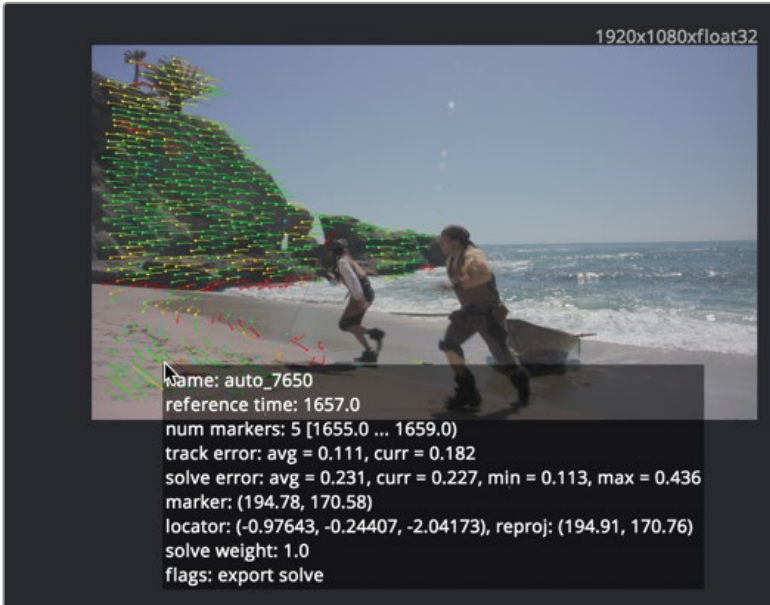 1920x1080xfloat32
name: auto_7650
reference time: 1657.0
num markers: 5 [1655.0 ... 1659.0)
track error: avg = 0.111, curr = 0.182
solve error: avg = 0.231, curr = 0.227, min = 0.113, max = 0.436
marker: (194.78, 170.58)
locator: (-0.97643, -0.24407, -2.04173), reproj: (194.91, 170.76)
solve weight: 1.0
flags: export solve